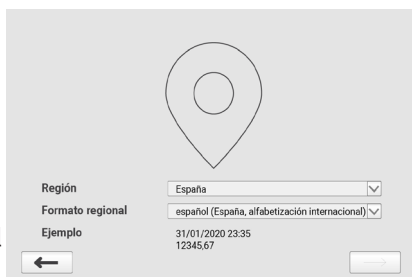 Región
España
Formato regional
español (España, alfabetización internacional)
Ejemplo
31/01/2020 23:35
12345,67